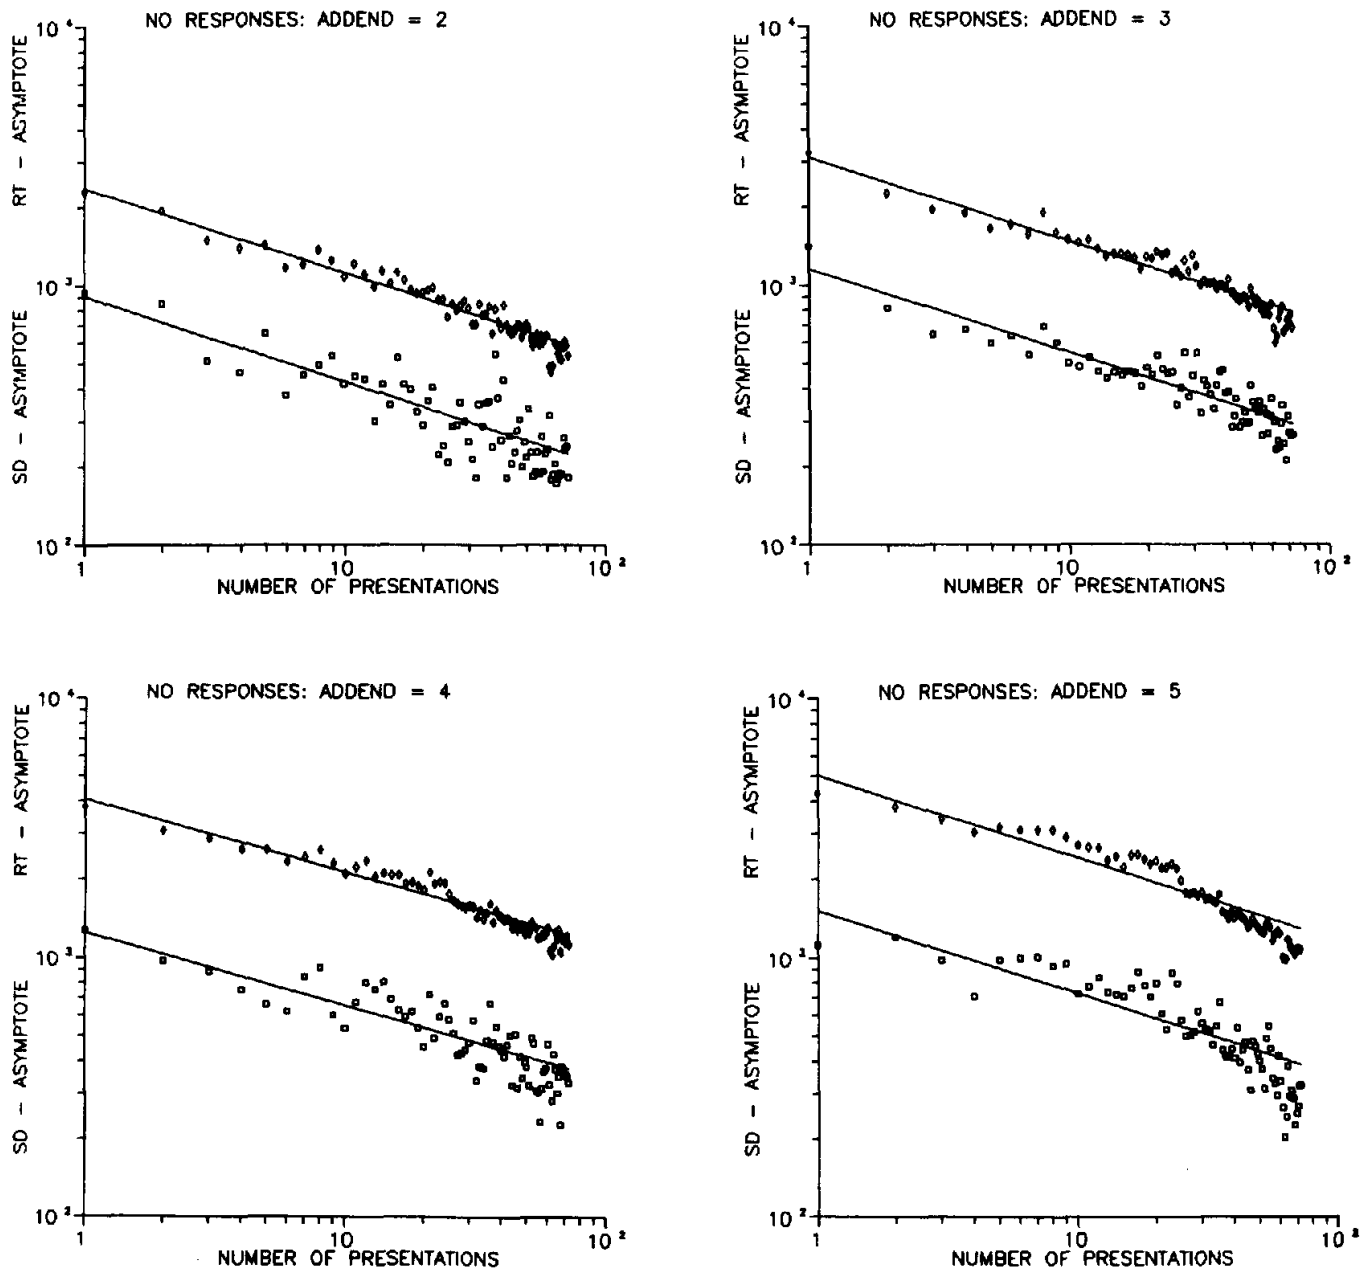 NO RESPONSES: ADDEND = 2
RT - ASYMPTOTE
SD - ASYMPTOTE
10⁴
10³
10²
1
10
10²
NUMBER OF PRESENTATIONS
NO RESPONSES: ADDEND = 3
RT - ASYMPTOTE
SD - ASYMPTOTE
10⁴
10³
10²
1
10
10²
NUMBER OF PRESENTATIONS
NO RESPONSES: ADDEND = 4
RT - ASYMPTOTE
SD - ASYMPTOTE
10⁴
10³
10²
1
10
10²
NUMBER OF PRESENTATIONS
NO RESPONSES: ADDEND = 5
RT - ASYMPTOTE
SD - ASYMPTOTE
10⁴
10³
10²
1
10
10²
NUMBER OF PRESENTATIONS